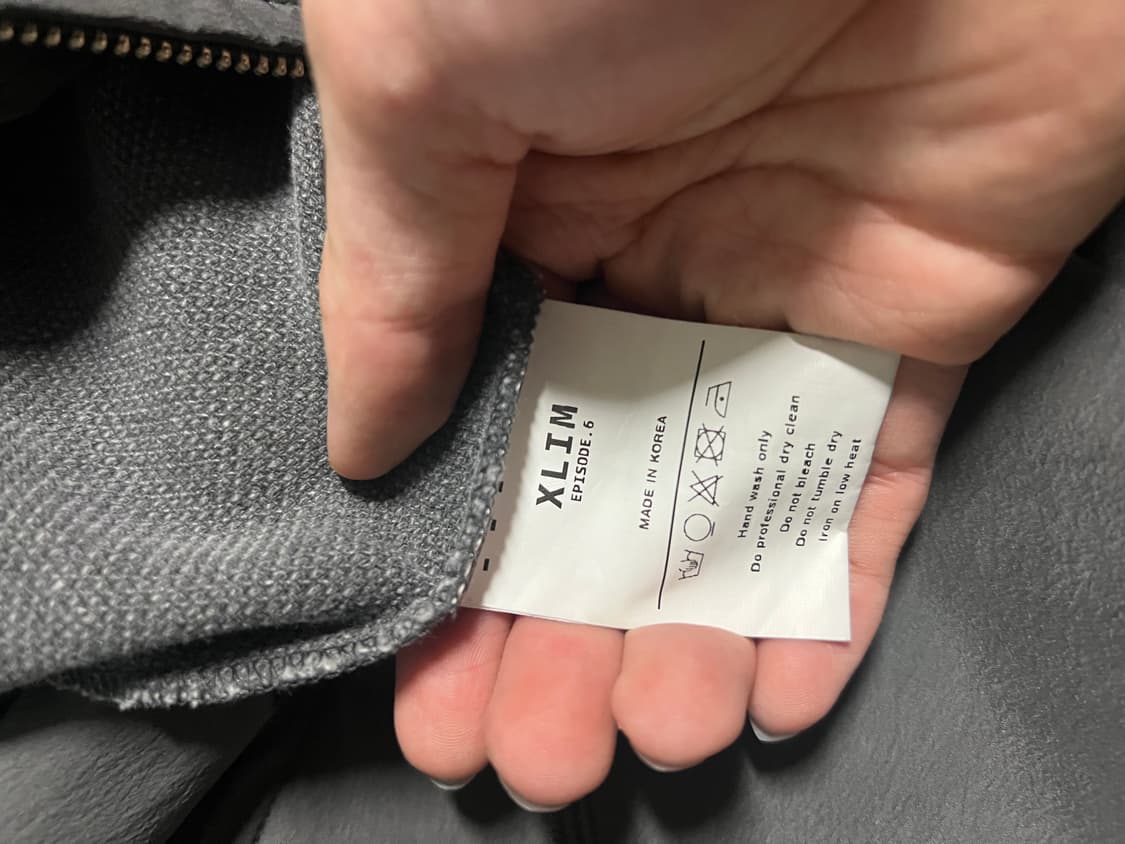 XLIM
EPISODE.6
MADE IN KOREA
Hand wash only
Do professional dry clean
Do not bleach
Do not tumble dry
Iron on low heat